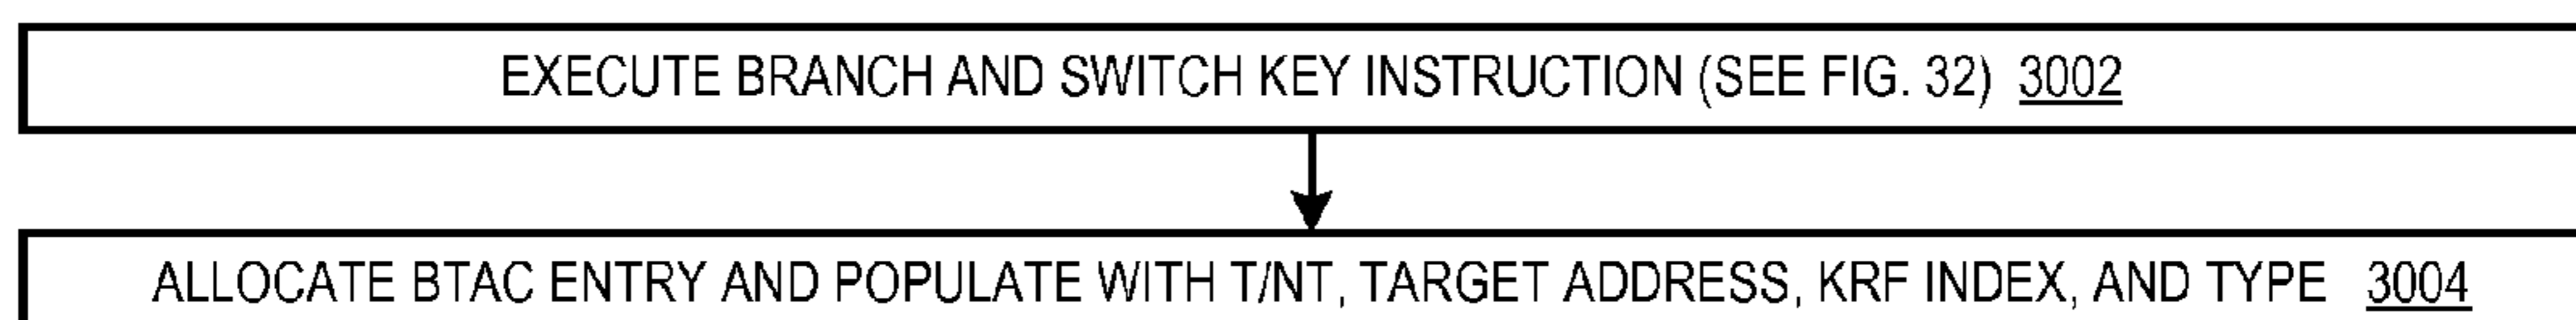 EXECUTE BRANCH AND SWITCH KEY INSTRUCTION (SEE FIG. 32) 3002
ALLOCATE BTAC ENTRY AND POPULATE WITH T/NT, TARGET ADDRESS, KRF INDEX, AND TYPE 3004